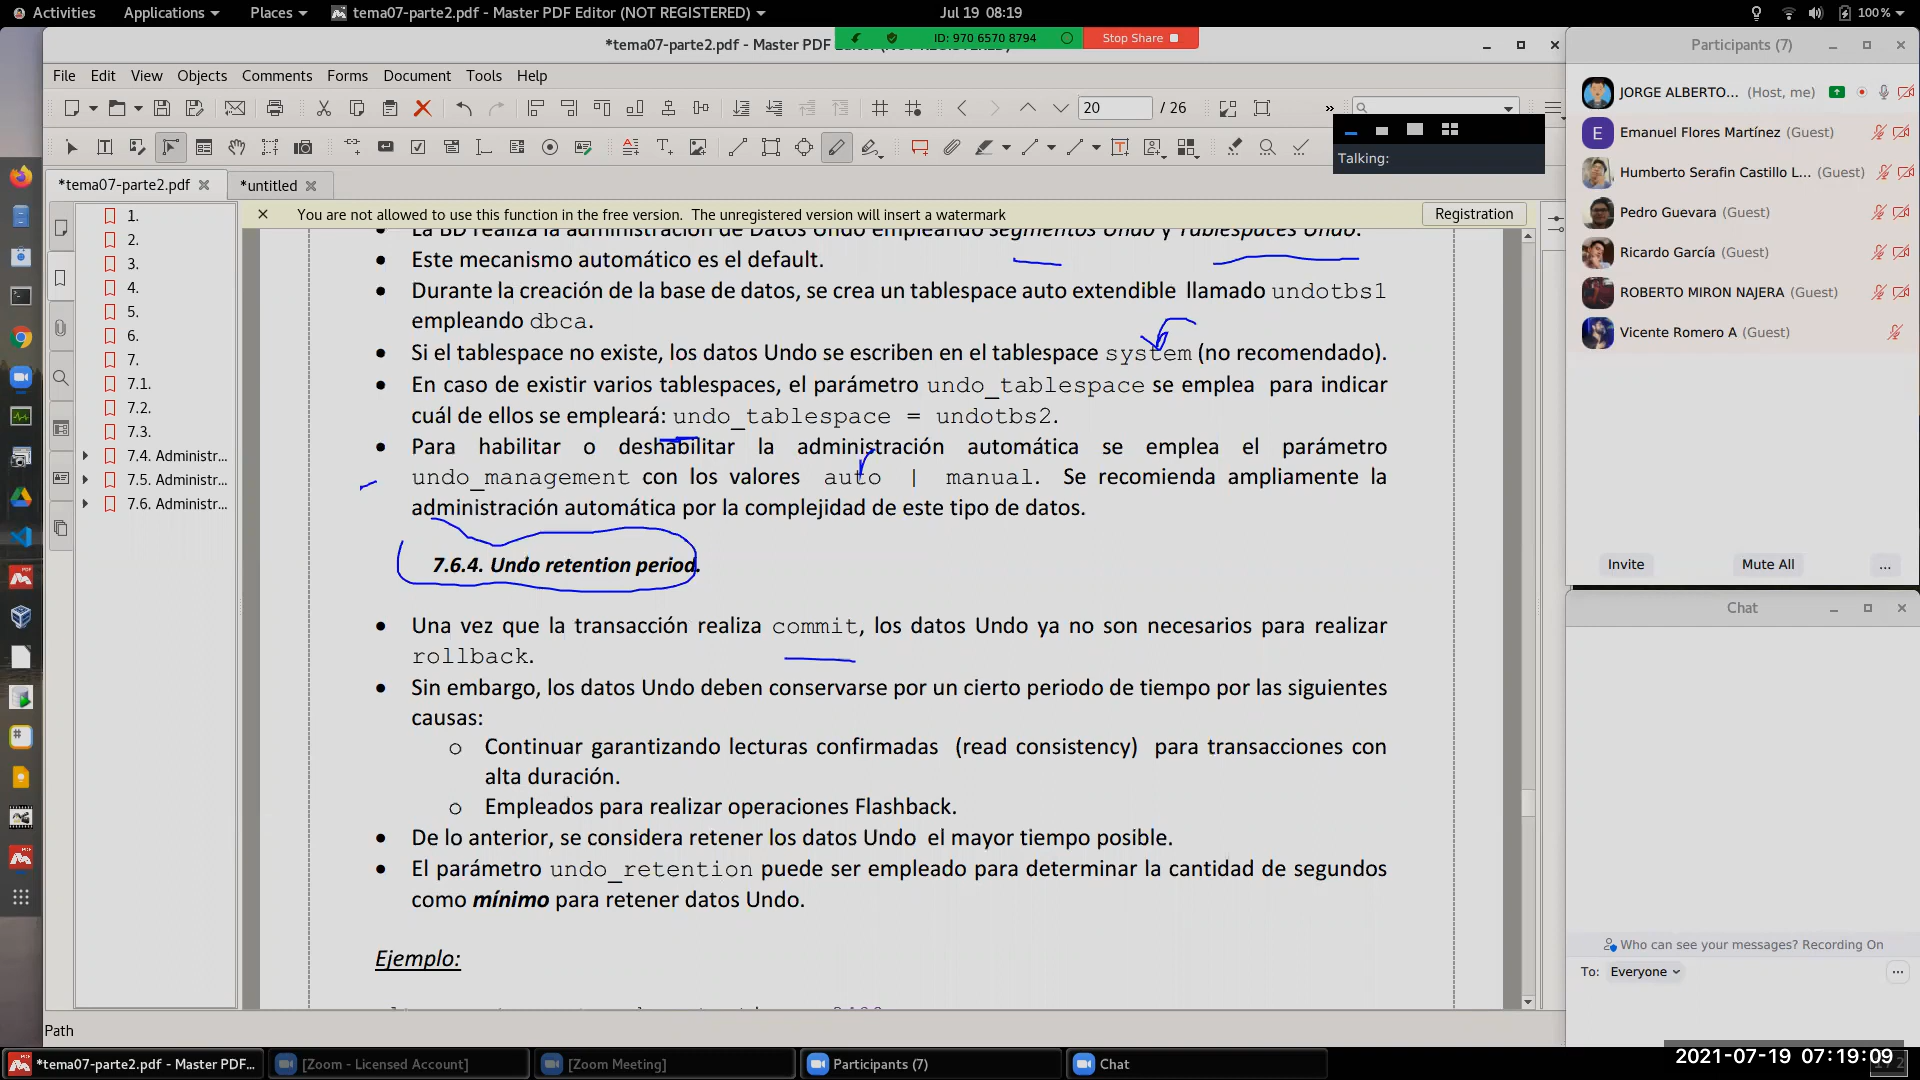 Activities Applications Places tema07-parte2.pdf - Master PDF Editor (NOT REGISTERED) Jul 19 08:19 100%
*tema07-parte2.pdf - Master PDF
ID: 970 6570 8794 Stop Share
File Edit View Objects Comments Forms Document Tools Help
20 / 26
Talking:
*tema07-parte2.pdf *untitled
You are not allowed to use this function in the free version. The unregistered version will insert a watermark Registration
1.
2.
3.
4.
5.
6.
7.
7.1.
7.2.
7.3.
7.4. Administr...
7.5. Administr...
7.6. Administr...
La BD realiza la administración de Datos Undo empleando segmentos Undo y Tablespaces Undo.
• Este mecanismo automático es el default.
• Durante la creación de la base de datos, se crea un tablespace auto extendible llamado undotbs1
empleando dbca.
• Si el tablespace no existe, los datos Undo se escriben en el tablespace system (no recomendado).
• En caso de existir varios tablespaces, el parámetro undo_tablespace se emplea para indicar
cuál de ellos se empleará: undo_tablespace = undotbs2.
• Para habilitar o deshabilitar la administración automática se emplea el parámetro
undo_management con los valores auto | manual. Se recomienda ampliamente la
administración automática por la complejidad de este tipo de datos.
7.6.4. Undo retention period.
• Una vez que la transacción realiza commit, los datos Undo ya no son necesarios para realizar
rollback.
• Sin embargo, los datos Undo deben conservarse por un cierto periodo de tiempo por las siguientes
causas:
o Continuar garantizando lecturas confirmadas (read consistency) para transacciones con
alta duración.
o Empleados para realizar operaciones Flashback.
• De lo anterior, se considera retener los datos Undo el mayor tiempo posible.
• El parámetro undo_retention puede ser empleado para determinar la cantidad de segundos
como mínimo para retener datos Undo.
Ejemplo:
Path
Participants (7)
JORGE ALBERTO... (Host, me)
E Emanuel Flores Martínez (Guest)
Humberto Serafin Castillo L... (Guest)
Pedro Guevara (Guest)
Ricardo García (Guest)
ROBERTO MIRON NAJERA (Guest)
Vicente Romero A (Guest)
Invite Mute All ...
Chat
Who can see your messages? Recording On
To: Everyone
*tema07-parte2.pdf - Master PDF... [Zoom - Licensed Account] [Zoom Meeting] Participants (7) Chat
2021-07-19 07:19:09